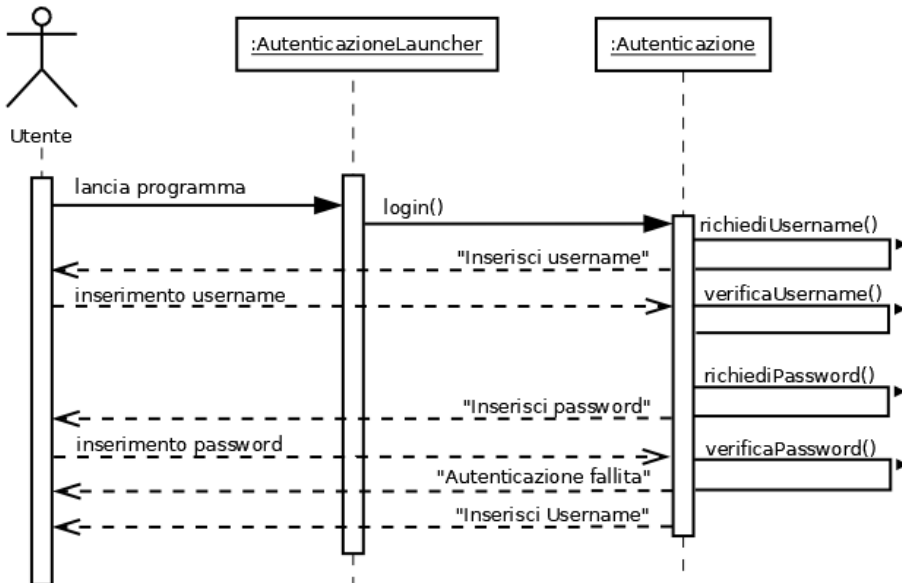 :AutenticazioneLauncher
:Autenticazione
Utente
lancia programma
login()
richiediUsername()
"Inserisci username"
inserimento username
verificaUsername()
richiediPassword()
"Inserisci password"
inserimento password
verificaPassword()
"Autenticazione fallita"
"Inserisci Username"